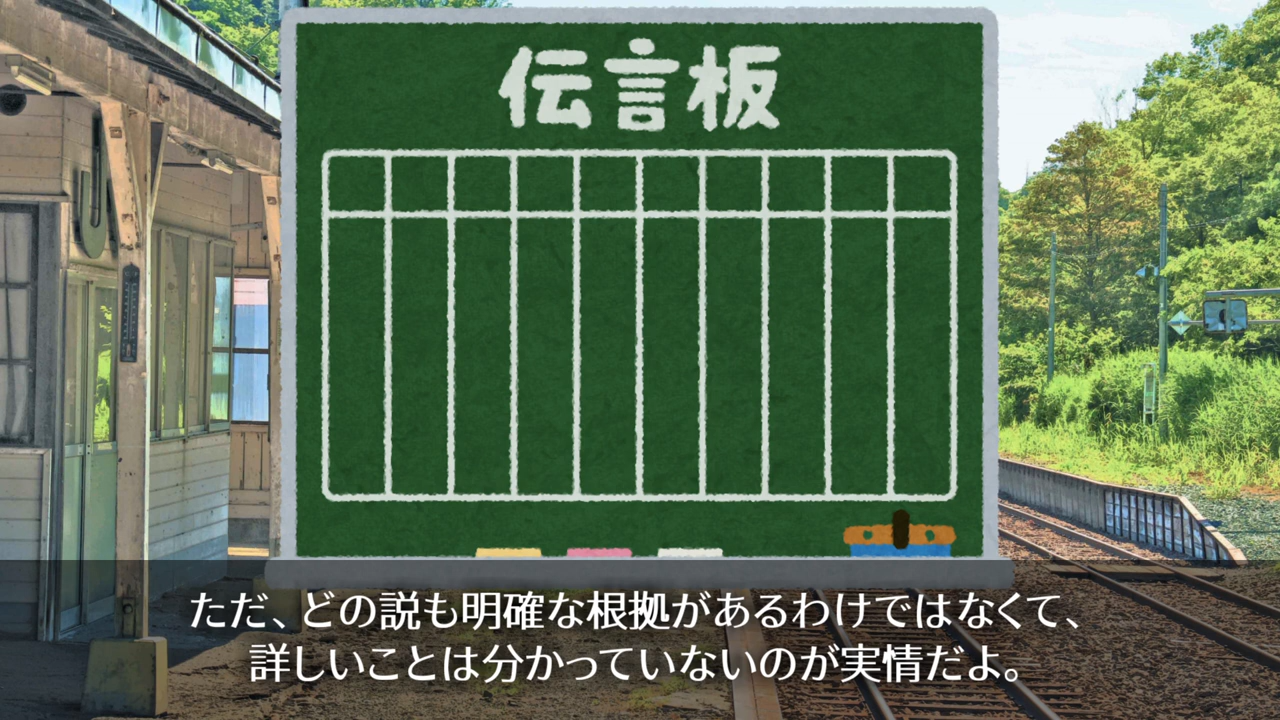 伝言板
ただ、どの説も明確な根拠があるわけではなくて、
詳しいことは分かっていないのが実情だよ。